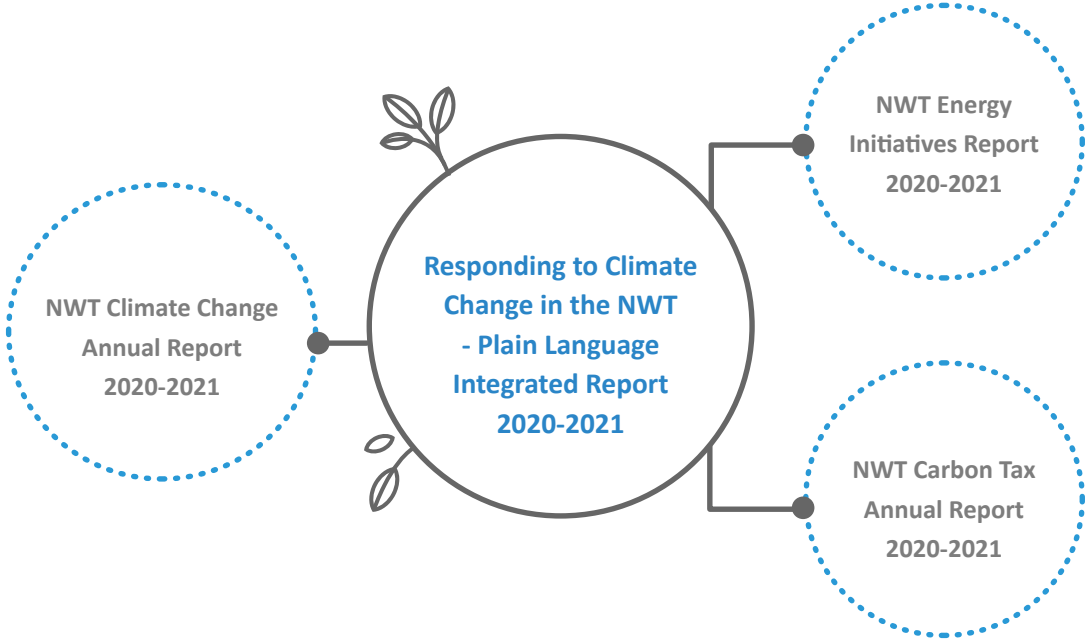 NWT Climate Change
Annual Report
2020-2021
Responding to Climate
Change in the NWT
- Plain Language
Integrated Report
2020-2021
NWT Energy
Initiatives Report
2020-2021
NWT Carbon Tax
Annual Report
2020-2021